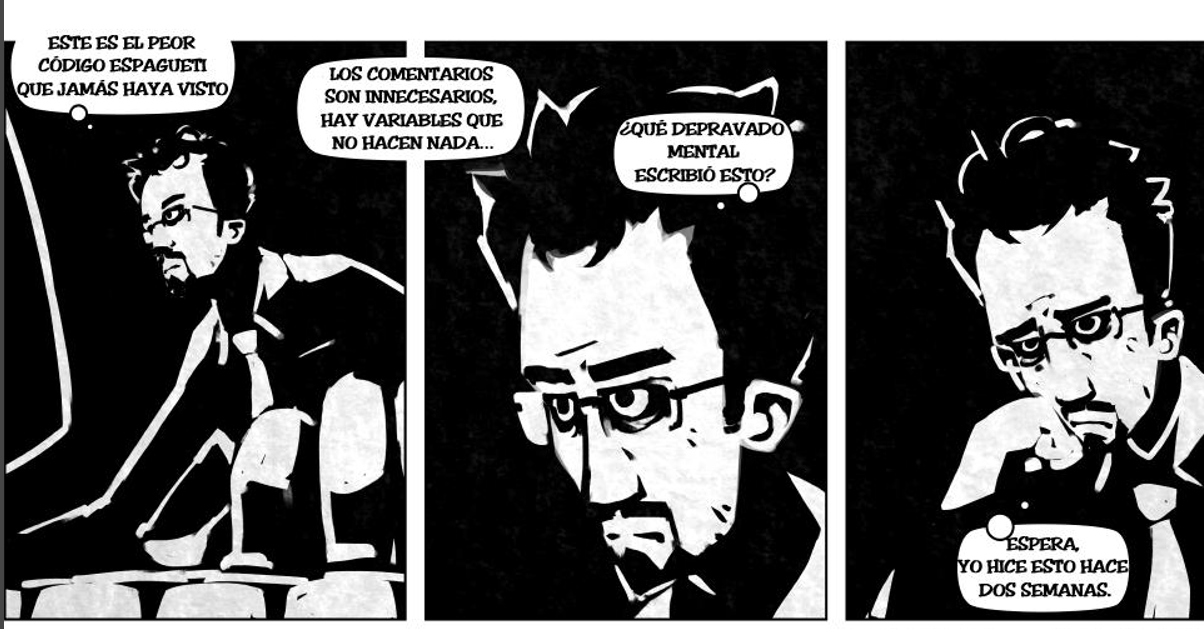 ESTE ES EL PEOR
CÓDIGO ESPAGUETI
QUE JAMÁS HAYA VISTO
LOS COMENTARIOS
SON INNECESARIOS,
HAY VARIABLES QUE
NO HACEN NADA...
¿QUÉ DEPRAVADO
MENTAL
ESCRIBIÓ ESTO?
ESPERA,
YO HICE ESTO HACE
DOS SEMANAS.